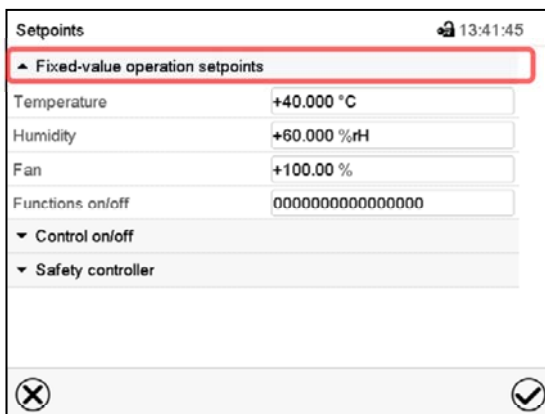 Setpoints 13:41:45
Fixed-value operation setpoints
Temperature +40.000 °C
Humidity +60.000 %rH
Fan +100.00 %
Functions on/off 0000000000000000
Control on/off
Safety controller